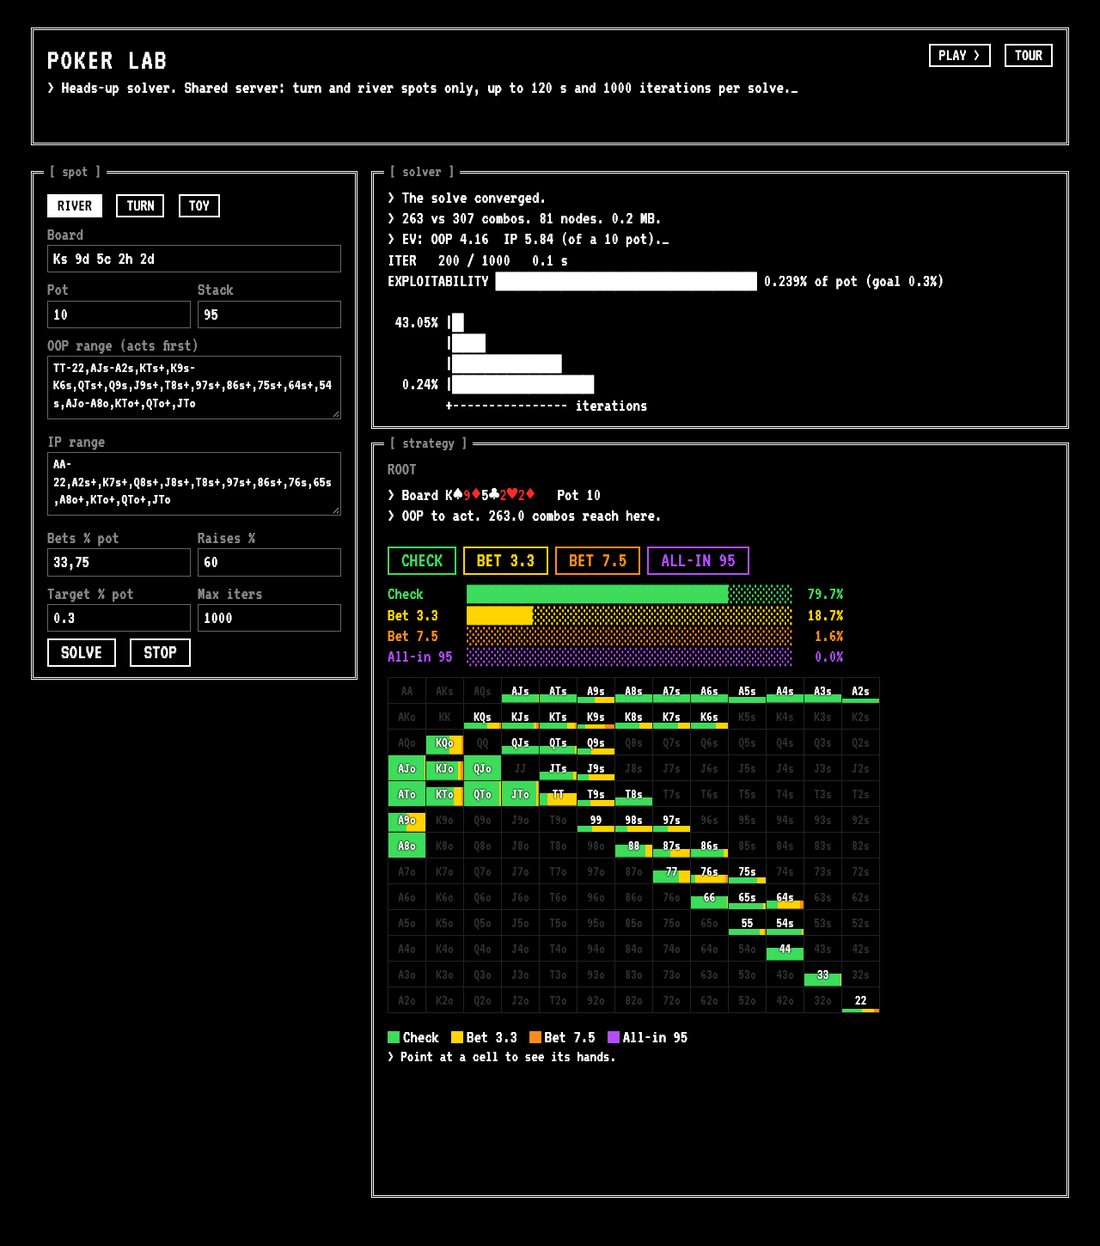 POKER LAB
PLAY > TOUR
> Heads-up solver. Shared server: turn and river spots only, up to 120 s and 1000 iterations per solve._
[ spot ]
RIVER TURN TOY
Board
Ks 9d 5c 2h 2d
Pot Stack
10 95
OOP range (acts first)
TT-22,AJs-A2s,KTs+,K9s-
K6s,QTs+,Q9s,J9s+,T8s+,97s+,86s+,75s+,64s+,54
s,AJo-A8o,KTo+,QTo+,JTo
IP range
AA-
22,A2s+,K7s+,Q8s+,J8s+,T8s+,97s+,86s+,76s,65s
,A8o+,KTo+,QTo+,JTo
Bets % pot Raises %
33,75 60
Target % pot Max iters
0.3 1000
SOLVE STOP
[ solver ]
> The solve converged.
> 263 vs 307 combos. 81 nodes. 0.2 MB.
> EV: OOP 4.16 IP 5.84 (of a 10 pot)._
ITER 200 / 1000 0.1 s
EXPLOITABILITY 0.239% of pot (goal 0.3%)
43.05% |
|
|
0.24% |
+---------------- iterations
[ strategy ]
ROOT
> Board K♠9♦5♣2♥2♦ Pot 10
> OOP to act. 263.0 combos reach here.
CHECK BET 3.3 BET 7.5 ALL-IN 95
Check 79.7%
Bet 3.3 18.7%
Bet 7.5 1.6%
All-in 95 0.0%
AA AKs AQs AJs ATs A9s A8s A7s A6s A5s A4s A3s A2s
AKo KK KQs KJs KTs K9s K8s K7s K6s K5s K4s K3s K2s
AQo KQo QQ QJs QTs Q9s Q8s Q7s Q6s Q5s Q4s Q3s Q2s
AJo KJo QJo JJ JTs J9s J8s J7s J6s J5s J4s J3s J2s
ATo KTo QTo JTo TT T9s T8s T7s T6s T5s T4s T3s T2s
A9o K9o Q9o J9o T9o 99 98s 97s 96s 95s 94s 93s 92s
A8o K8o Q8o J8o T8o 98o 88 87s 86s 85s 84s 83s 82s
A7o K7o Q7o J7o T7o 97o 87o 77 76s 75s 74s 73s 72s
A6o K6o Q6o J6o T6o 96o 86o 76o 66 65s 64s 63s 62s
A5o K5o Q5o J5o T5o 95o 85o 75o 65o 55 54s 53s 52s
A4o K4o Q4o J4o T4o 94o 84o 74o 64o 54o 44 43s 42s
A3o K3o Q3o J3o T3o 93o 83o 73o 63o 53o 43o 33 32s
A2o K2o Q2o J2o T2o 92o 82o 72o 62o 52o 42o 32o 22
Check Bet 3.3 Bet 7.5 All-in 95
> Point at a cell to see its hands.